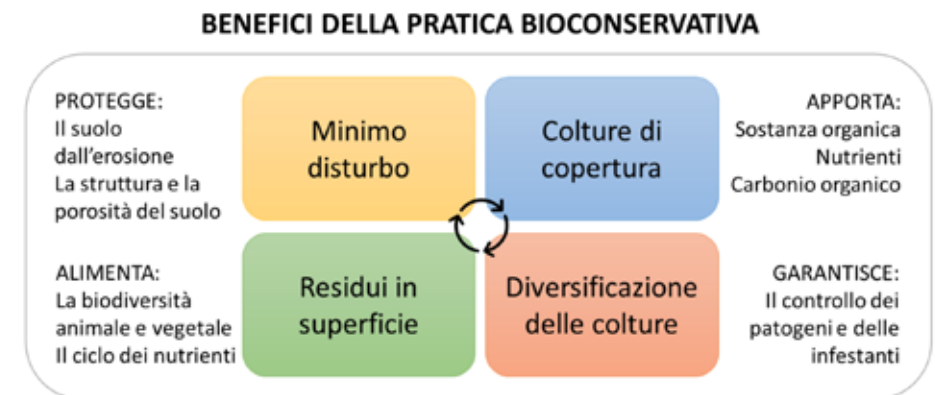 BENEFICI DELLA PRATICA BIOCONSERVATIVA
PROTEGGE:
Il suolo
dall'erosione
La struttura e la
porosità del suolo
Minimo
disturbo
Colture di
copertura
APPORTA:
Sostanza organica
Nutrienti
Carbonio organico
ALIMENTA:
La biodiversità
animale e vegetale
Il ciclo dei nutrienti
Residui in
superficie
Diversificazione
delle colture
GARANTISCE:
Il controllo dei
patogeni e delle
infestanti